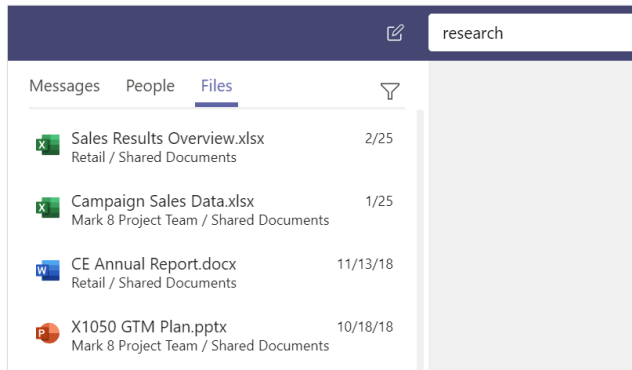 research
Messages People Files
Sales Results Overview.xlsx 2/25
Retail / Shared Documents
Campaign Sales Data.xlsx 1/25
Mark 8 Project Team / Shared Documents
CE Annual Report.docx 11/13/18
Retail / Shared Documents
X1050 GTM Plan.pptx 10/18/18
Mark 8 Project Team / Shared Documents